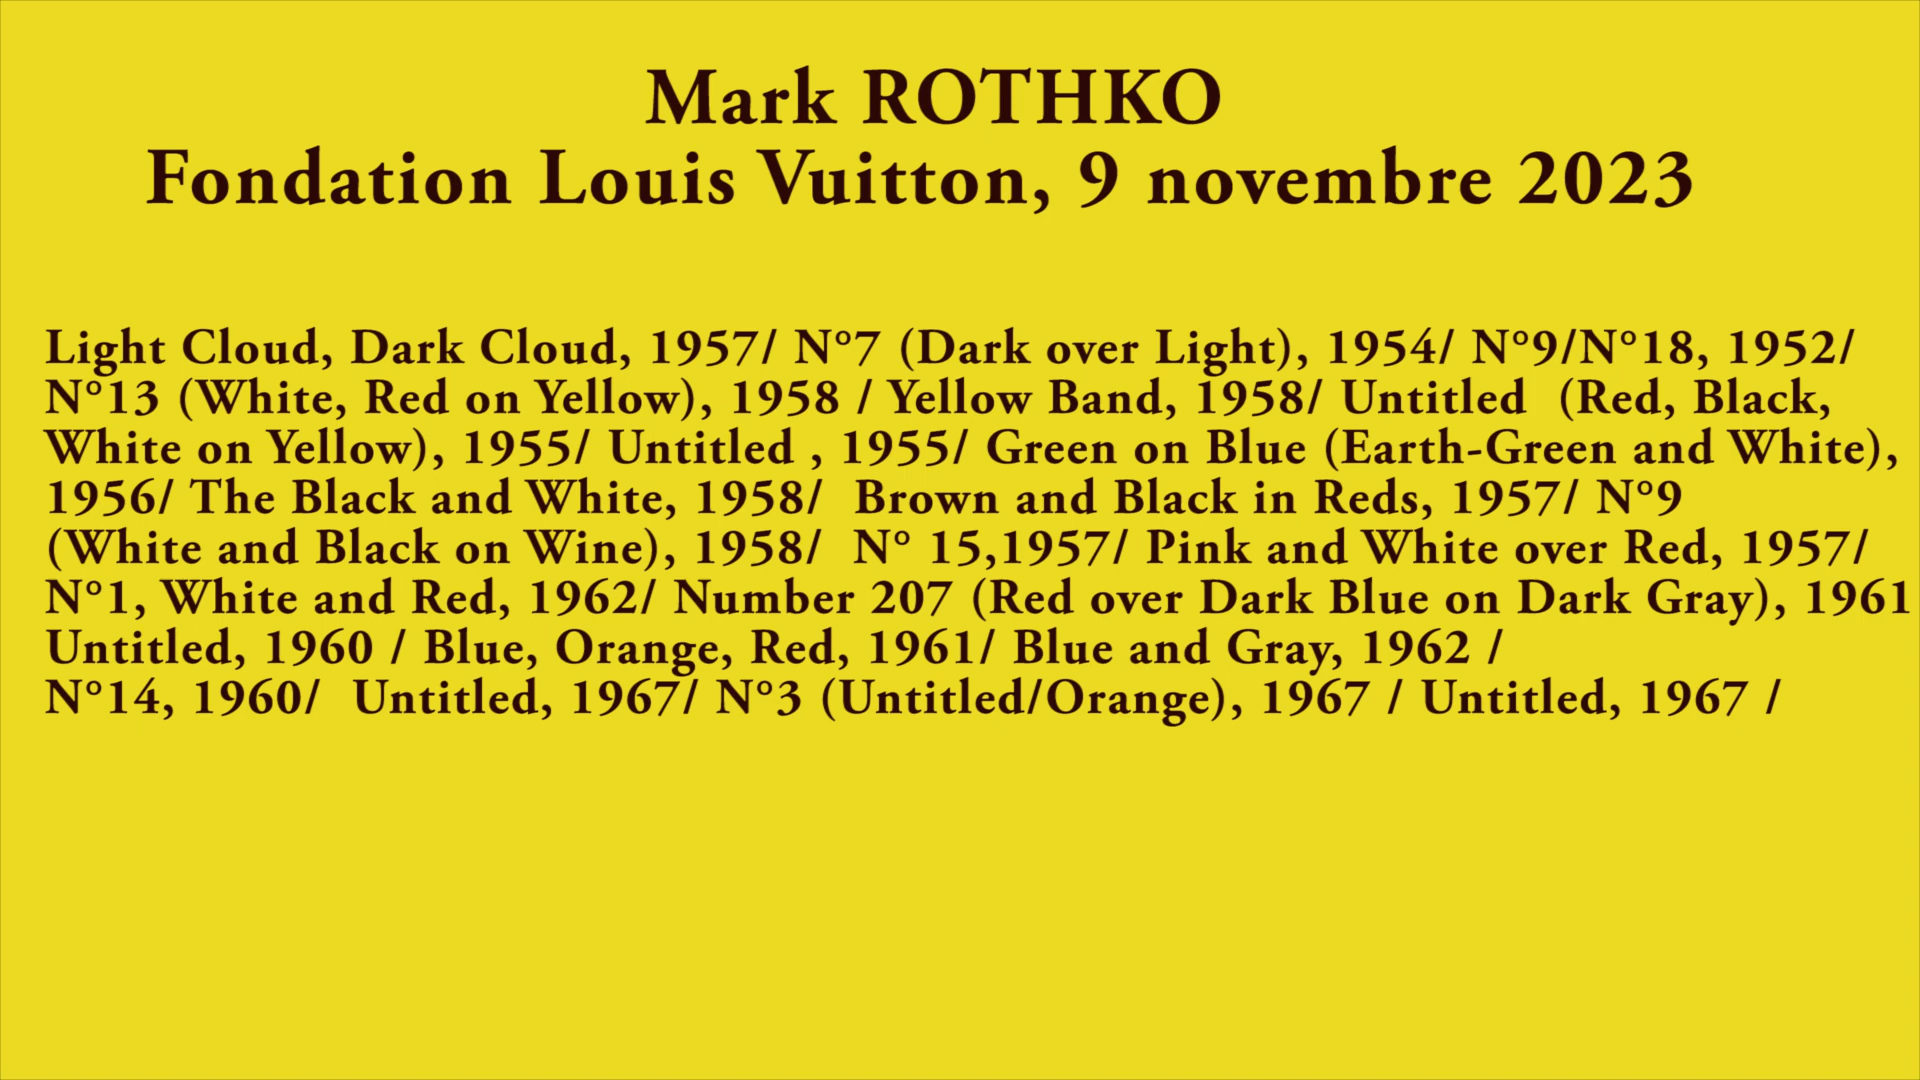 Mark ROTHKO
Fondation Louis Vuitton, 9 novembre 2023
Light Cloud, Dark Cloud, 1957/ N°7 (Dark over Light), 1954/ N°9/N°18, 1952/
N°13 (White, Red on Yellow), 1958 / Yellow Band, 1958/ Untitled  (Red, Black,
White on Yellow), 1955/ Untitled , 1955/ Green on Blue (Earth-Green and White),
1956/ The Black and White, 1958/  Brown and Black in Reds, 1957/ N°9
(White and Black on Wine), 1958/  N° 15,1957/ Pink and White over Red, 1957/
N°1, White and Red, 1962/ Number 207 (Red over Dark Blue on Dark Gray), 1961
Untitled, 1960 / Blue, Orange, Red, 1961/ Blue and Gray, 1962 /
N°14, 1960/  Untitled, 1967/ N°3 (Untitled/Orange), 1967 / Untitled, 1967 /